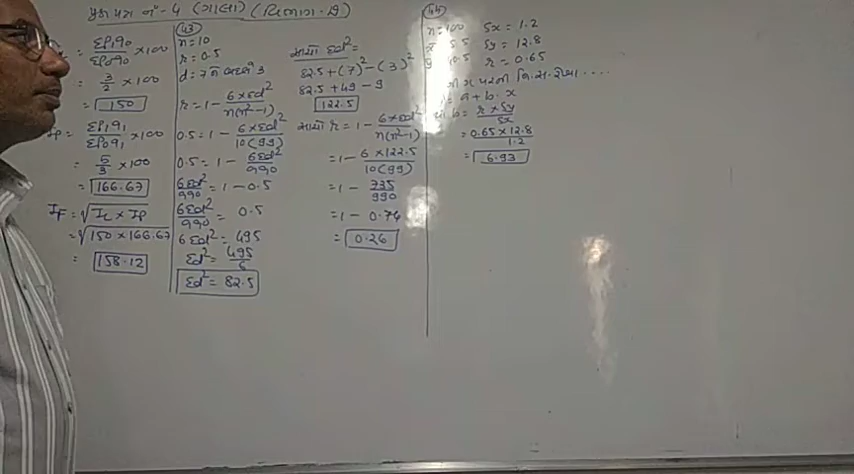 પ્રશ્ન પત્ર નં - 4 (ગાલા) (વિભાગ-D)
= ΣP₁q₀ / ΣP₀q₀ × 100
= 3/2 × 100
= 150
Ip = ΣP₁q₁ / ΣP₀q₁ × 100
= 5/3 × 100
= 166.67
IF = √(IL × IP)
= √(150 × 166.67)
= 158.12
(43)
n = 10
r = 0.5
d = 7 ને બદલે 3
r = 1 - 6×Σd² / n(n²-1)
0.5 = 1 - 6×Σd² / 10(99)
0.5 = 1 - 6Σd² / 990
6Σd² / 990 = 1 - 0.5
6Σd² / 990 = 0.5
6Σd² = 495
Σd² = 495 / 6
Σd² = 82.5
સાચો Σd² =
82.5 + (7)² - (3)²
82.5 + 49 - 9
122.5
સાચો r = 1 - 6×Σd² / n(n²-1)
= 1 - 6 × 122.5 / 10(99)
= 1 - 735 / 990
= 1 - 0.74
= 0.26
(44)
n = 100 Sx = 1.2
Sy = 12.8
r = 0.65
પરની નિ.સ. રેખા ....
= a + b.x
b = r × Sy / Sx
= 0.65 × 12.8 / 1.2
= 6.93